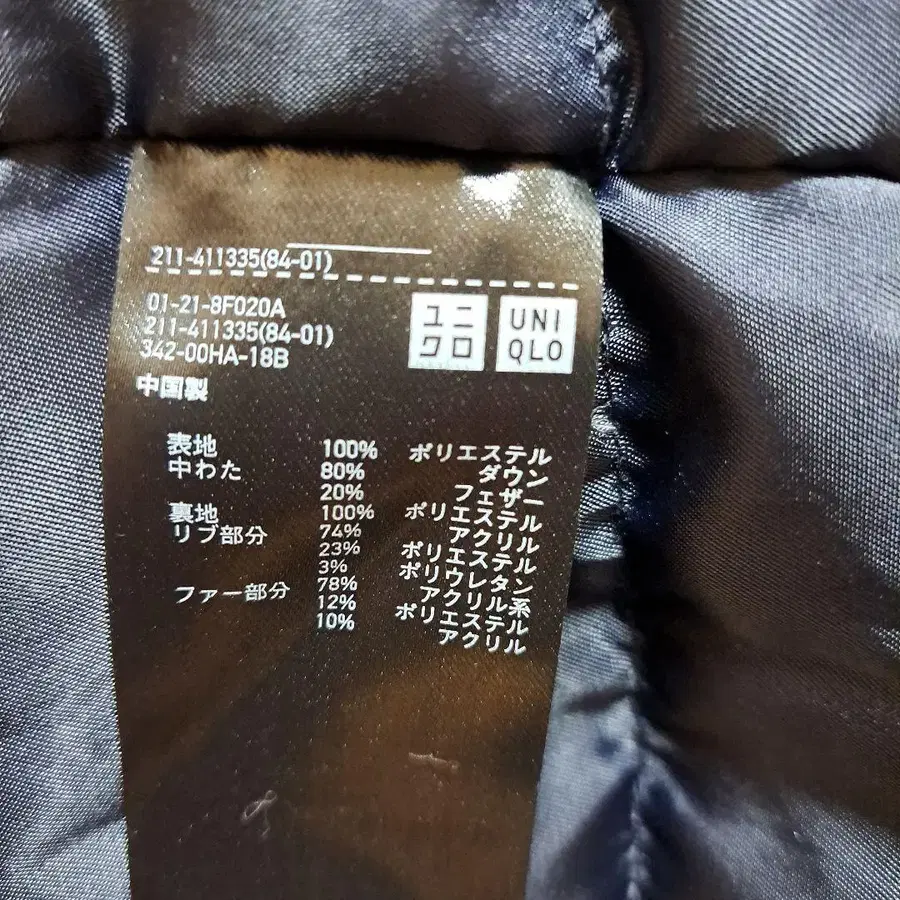 211-411335(84-01)
01-21-8F020A
211-411335(84-01)
342-00HA-18B
中国製
ユニ
クロ
UNI
QLO
表地 100% ポリエステル
中わた 80% ダウン
20% フェザー
裏地 100% ポリエステル
リブ部分 74% アクリル
23% ポリエステル
3% ポリウレタン
ファー部分 78% アクリル系
12% ポリエステル
10% アクリル